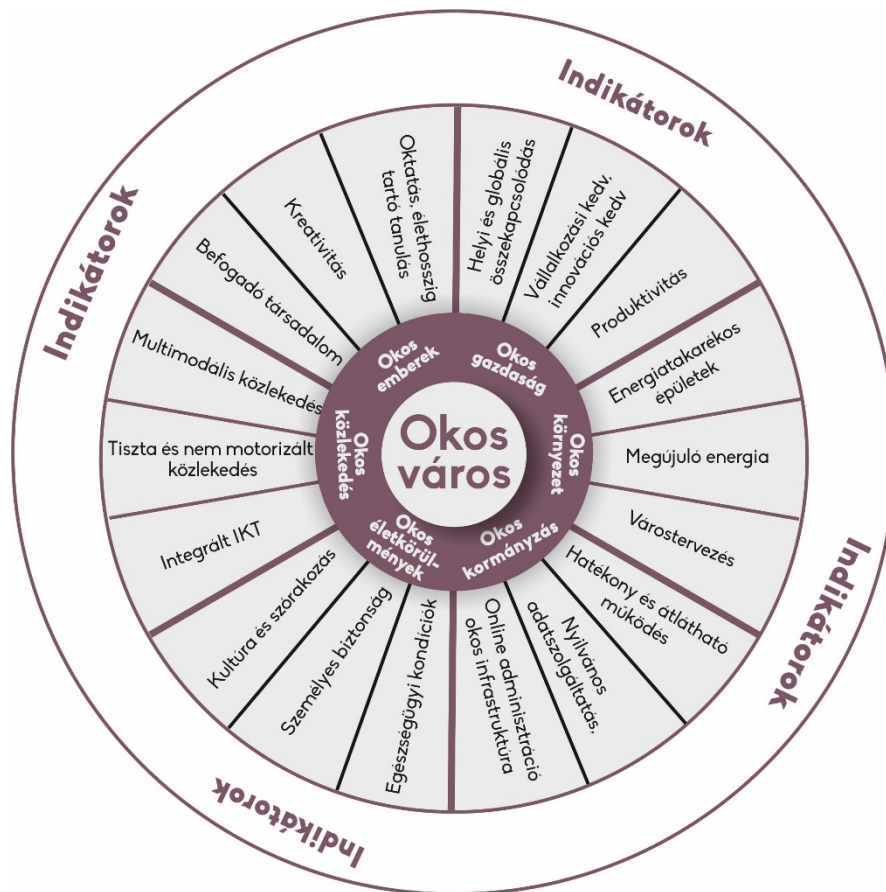 Indikátorok
Indikátorok
Indikátorok
Indikátorok
Okos
város
Okos
gazdaság
Helyi és globális
összekapcsolódás
Vállalkozási kedv,
innovációs kedv
Produktivitás
Okos
környezet
Energiatakarékos
épületek
Megújuló energia
Várostervezés
Okos
kormányzás
Hatékony és átlátható
működés
Nyilvános
adatszolgáltatás,
Online adminisztráció
okos infrastruktúra
Okos
életkörül-
mények
Egészségügyi kondíciók
Személyes biztonság
Kultúra és szórakozás
Okos
közlekedés
Integrált IKT
Tiszta és nem motorizált
közlekedés
Multimodális közlekedés
Okos
emberek
Befogadó társadalom
Kreativitás
Oktatás, élethosszig
tartó tanulás